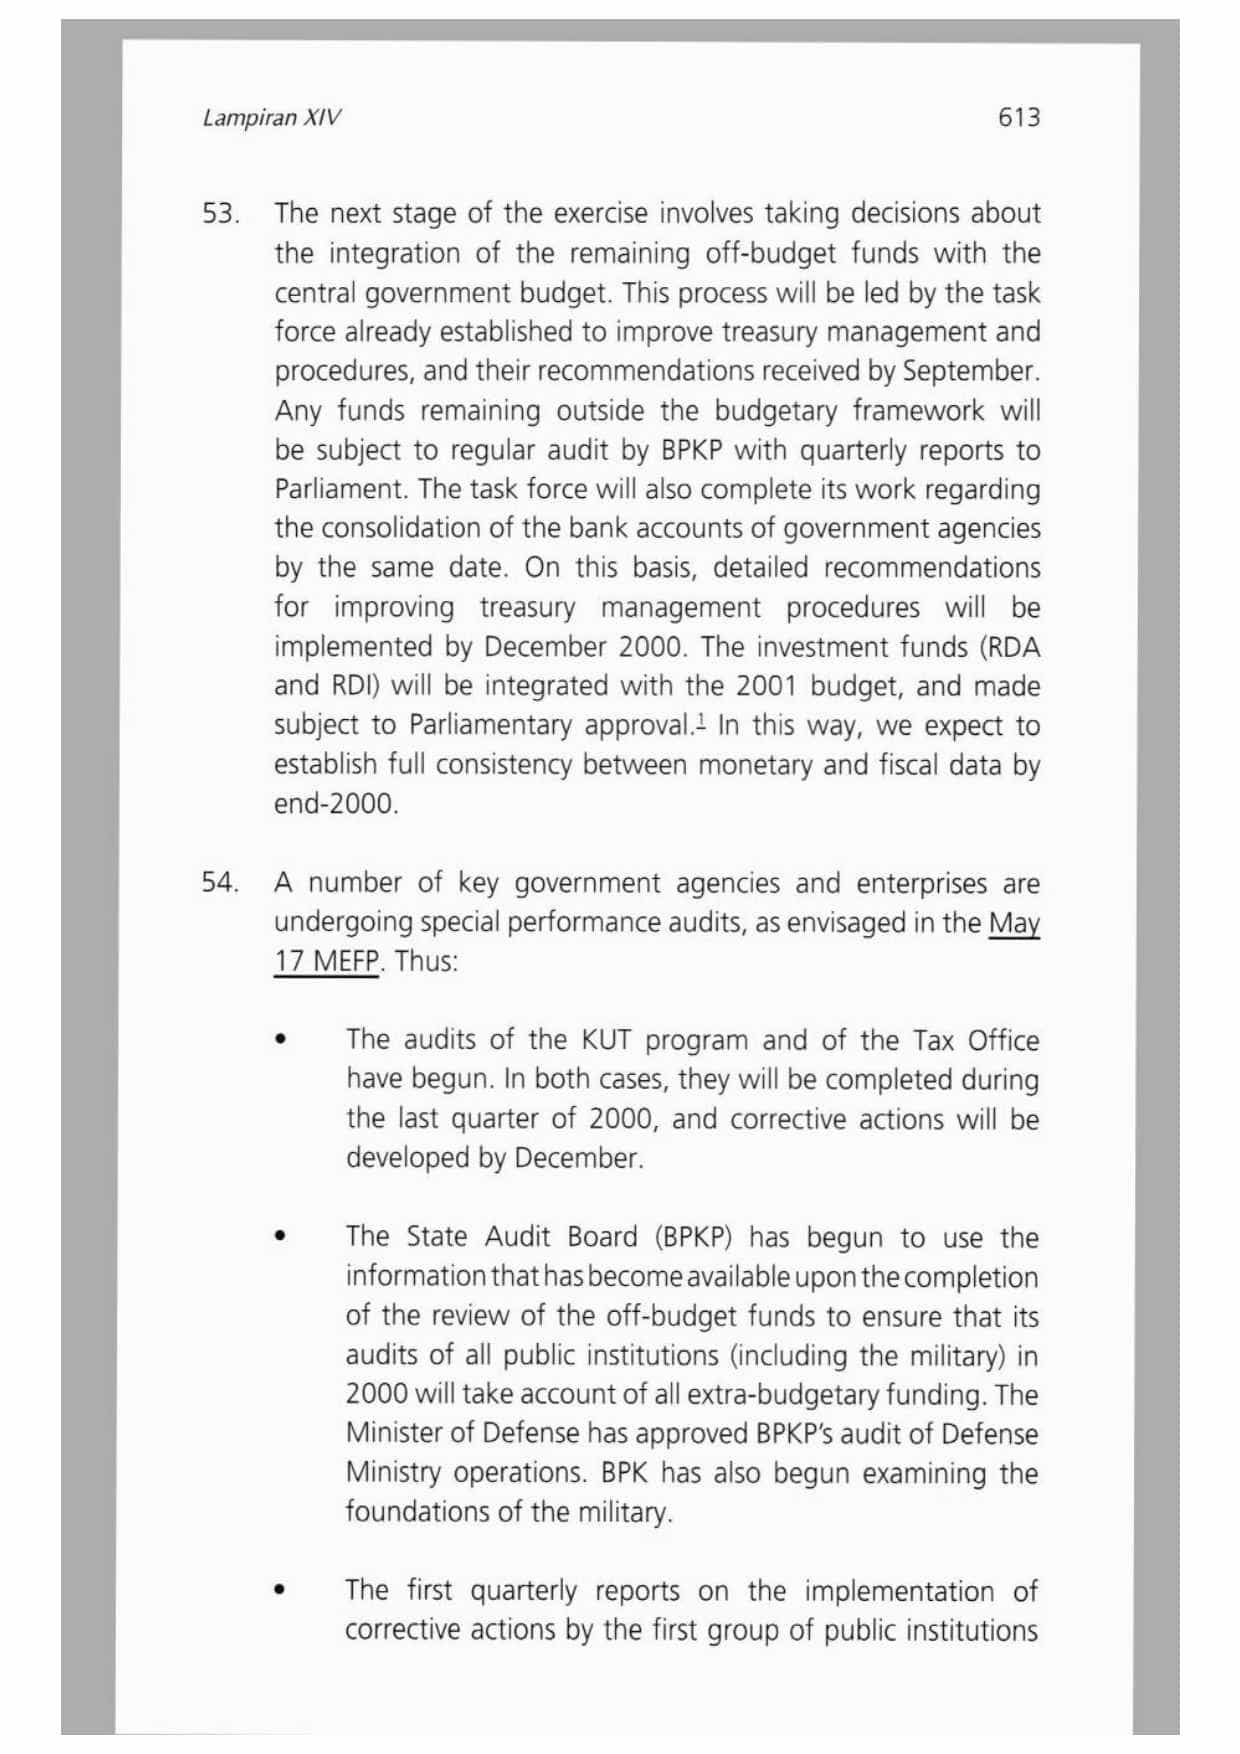 Lampiran XIV 613
53. The next stage of the exercise involves taking decisions about
the integration of the remaining off-budget funds with the
central government budget. This process will be led by the task
force already established to improve treasury management and
procedures, and their recommendations received by September.
Any funds remaining outside the budgetary framework will
be subject to regular audit by BPKP with quarterly reports to
Parliament. The task force will also complete its work regarding
the consolidation of the bank accounts of government agencies
by the same date. On this basis, detailed recommendations
for improving treasury management procedures will be
implemented by December 2000. The investment funds (RDA
and RDI) will be integrated with the 2001 budget, and made
subject to Parliamentary approval.1 In this way, we expect to
establish full consistency between monetary and fiscal data by
end-2000.
54. A number of key government agencies and enterprises are
undergoing special performance audits, as envisaged in the May
17 MEFP. Thus:
• The audits of the KUT program and of the Tax Office
have begun. In both cases, they will be completed during
the last quarter of 2000, and corrective actions will be
developed by December.
• The State Audit Board (BPKP) has begun to use the
information that has become available upon the completion
of the review of the off-budget funds to ensure that its
audits of all public institutions (including the military) in
2000 will take account of all extra-budgetary funding. The
Minister of Defense has approved BPKP's audit of Defense
Ministry operations. BPK has also begun examining the
foundations of the military.
• The first quarterly reports on the implementation of
corrective actions by the first group of public institutions